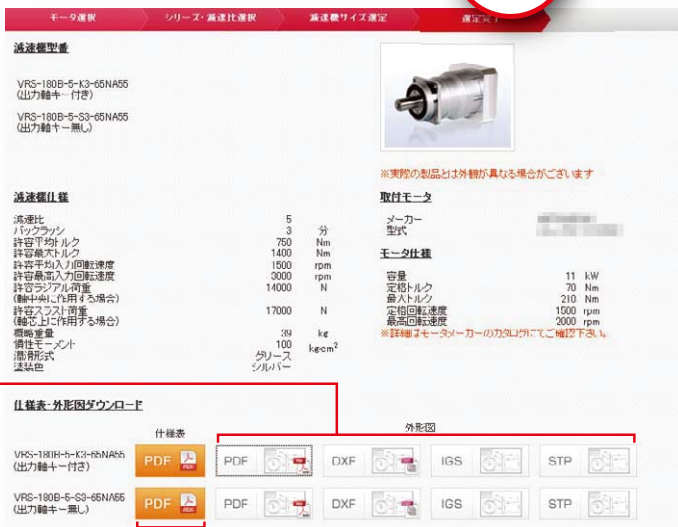 モータ選択 シリーズ・減速比選択 減速機サイズ選定 選定完了
減速機型番
VRS-180B-5-K3-65NA55
(出力軸キー付き)
VRS-180B-5-S3-65NA55
(出力軸キー無し)
※実際の製品とは外観が異なる場合がございます
減速機仕様
減速比 5
バックラッシ 3 分
許容平均トルク 750 Nm
許容最大トルク 1400 Nm
許容平均入力回転速度 1500 rpm
許容最高入力回転速度 3000 rpm
許容ラジアル荷重 14000 N
(軸中央に作用する場合)
許容スラスト荷重 17000 N
(軸芯上に作用する場合)
概略重量 39 kg
慣性モーメント 100 kgcm²
潤滑形式 グリース
塗装色 シルバー
取付モータ
メーカー
型式
モータ仕様
容量 11 kW
定格トルク 70 Nm
最大トルク 210 Nm
定格回転速度 1500 rpm
最高回転速度 2000 rpm
※詳細はモータメーカーのカタログにてご確認下さい。
仕様表・外形図ダウンロード
仕様表 外形図
VRS-180B-5-K3-65NA55
(出力軸キー付き)
PDF PDF DXF IGS STP
VRS-180B-5-S3-65NA55
(出力軸キー無し)
PDF PDF DXF IGS STP